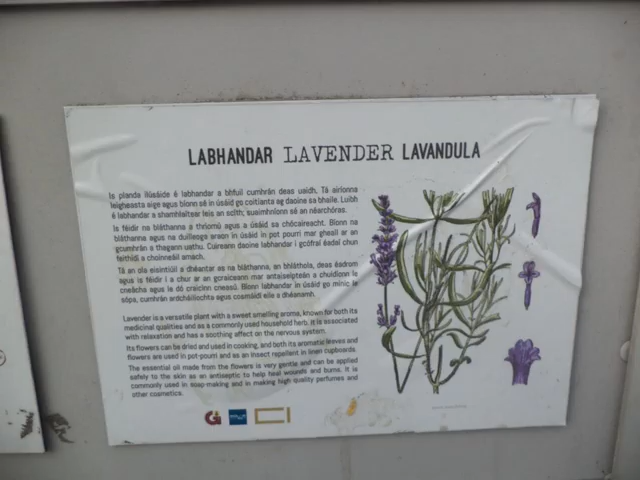 LABHANDAR LAVENDER LAVANDULA
Is planda ilúsáide é labhandar a bhfuil cumhrán deas uaidh. Tá airíonna
leigheasta aige agus bíonn sé in úsáid go coitianta ag daoine sa bhaile. Luibh
é labhandar a shamhlaítear leis an scíth; suaimhníonn sé an néarchóras.
Is féidir na bláthanna a thriomú agus a úsáid sa chócaireacht. Bíonn na
bláthanna agus na duilleoga araon in úsáid in pot pourri mar gheall ar an
gcumhrán a thagann uathu. Cuireann daoine labhandar i gcófraí éadaí chun
feithidí a choinneáil amach.
Tá an ola eisintiúil a dhéantar as na bláthanna, an bhláthola, deas éadrom
agus is féidir í a chur ar an gcraiceann mar antaiseipteán a chuidíonn le
cneácha agus le dó craicinn cneasú. Bíonn labhandar in úsáid go minic le
sópa, cumhrán ardcháilíochta agus cosmaidí eile a dhéanamh.
Lavender is a versatile plant with a sweet smelling aroma, known for both its
medicinal qualities and as a commonly used household herb. It is associated
with relaxation and has a soothing effect on the nervous system.
Its flowers can be dried and used in cooking, and both its aromatic leaves and
flowers are used in pot-pourri and as an insect repellent in linen cupboards.
The essential oil made from the flowers is very gentle and can be applied
safely to the skin as an antiseptic to help heal wounds and burns. It is
commonly used in soap-making and in making high quality perfumes and
other cosmetics.